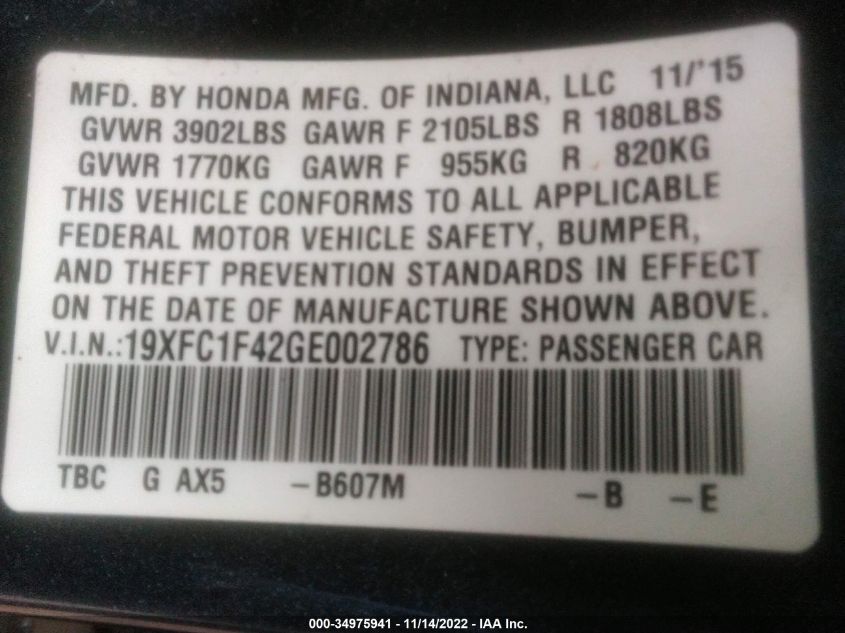 MFD. BY HONDA MFG. OF INDIANA, LLC 11/'15
GVWR 3902LBS GAWR F 2105LBS R 1808LBS
GVWR 1770KG GAWR F 955KG R 820KG
THIS VEHICLE CONFORMS TO ALL APPLICABLE
FEDERAL MOTOR VEHICLE SAFETY, BUMPER,
AND THEFT PREVENTION STANDARDS IN EFFECT
ON THE DATE OF MANUFACTURE SHOWN ABOVE.
V.I.N.:19XFC1F42GE002786 TYPE: PASSENGER CAR
TBC G AX5 -B607M -B -E
000-34975941 - 11/14/2022 - IAA Inc.